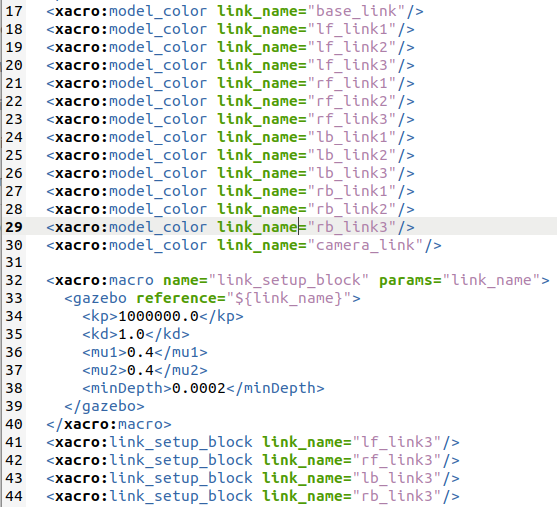 17 <xacro:model_color link_name="base_link"/>
18 <xacro:model_color link_name="lf_link1"/>
19 <xacro:model_color link_name="lf_link2"/>
20 <xacro:model_color link_name="lf_link3"/>
21 <xacro:model_color link_name="rf_link1"/>
22 <xacro:model_color link_name="rf_link2"/>
23 <xacro:model_color link_name="rf_link3"/>
24 <xacro:model_color link_name="lb_link1"/>
25 <xacro:model_color link_name="lb_link2"/>
26 <xacro:model_color link_name="lb_link3"/>
27 <xacro:model_color link_name="rb_link1"/>
28 <xacro:model_color link_name="rb_link2"/>
29 <xacro:model_color link_name="rb_link3"/>
30 <xacro:model_color link_name="camera_link"/>
31
32 <xacro:macro name="link_setup_block" params="link_name">
33 <gazebo reference="${link_name}">
34 <kp>1000000.0</kp>
35 <kd>1.0</kd>
36 <mu1>0.4</mu1>
37 <mu2>0.4</mu2>
38 <minDepth>0.0002</minDepth>
39 </gazebo>
40 </xacro:macro>
41 <xacro:link_setup_block link_name="lf_link3"/>
42 <xacro:link_setup_block link_name="rf_link3"/>
43 <xacro:link_setup_block link_name="lb_link3"/>
44 <xacro:link_setup_block link_name="rb_link3"/>